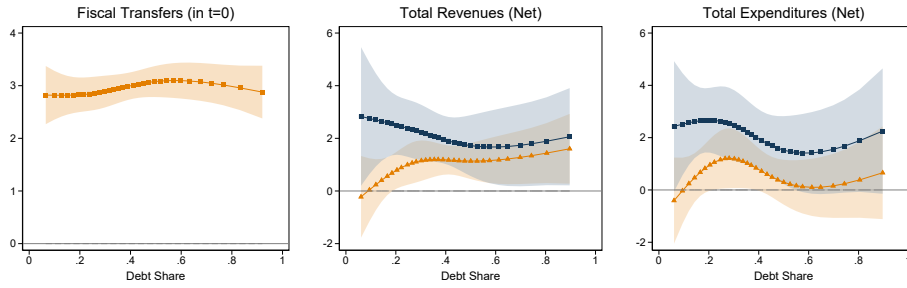 Fiscal Transfers (in t=0)
4
3
2
1
0
0 .2 .4 .6 .8 1
Debt Share
Total Revenues (Net)
6
4
2
0
-2
0 .2 .4 .6 .8 1
Debt Share
Total Expenditures (Net)
6
4
2
0
-2
0 .2 .4 .6 .8 1
Debt Share